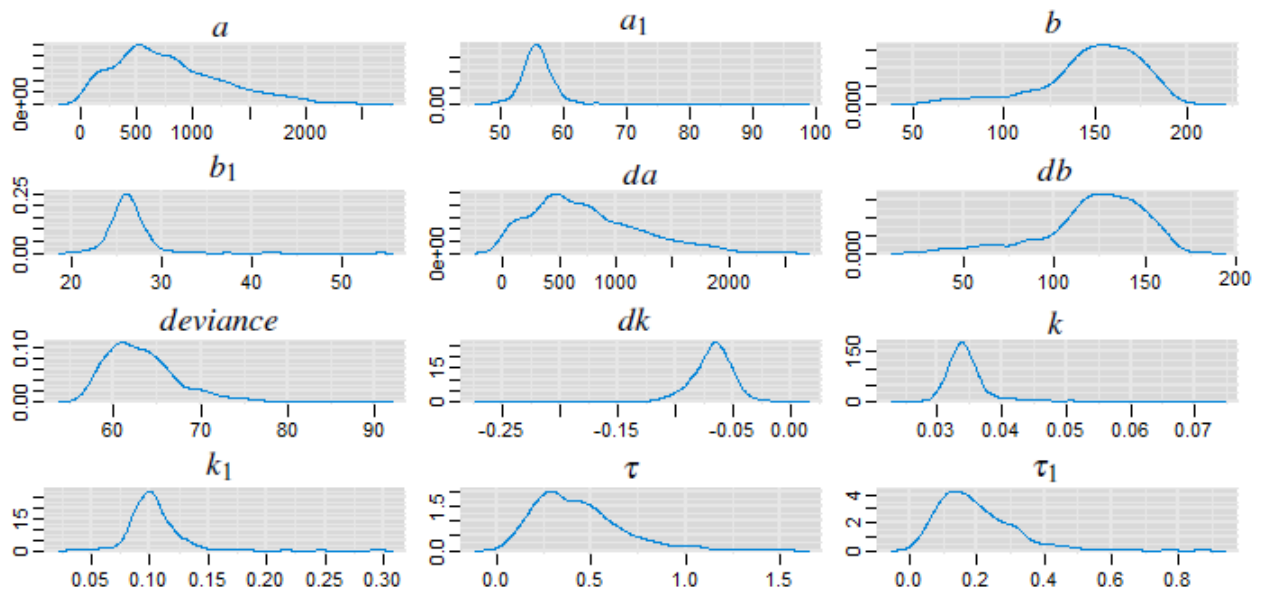 a a₁ b
0e+00 0.00 0.000
0 500 1000 2000 50 60 70 80 90 100 50 100 150 200
b₁ da db
0.00 0.25 0e+00 0.000
20 30 40 50 0 500 1000 2000 50 100 150 200
deviance dk k
0.00 0.10 0 15 0 150
60 70 80 90 -0.25 -0.15 -0.05 0.00 0.03 0.04 0.05 0.06 0.07
k₁ τ τ₁
0 15 0.0 1.5 0 2 4
0.05 0.10 0.15 0.20 0.25 0.30 0.0 0.5 1.0 1.5 0.0 0.2 0.4 0.6 0.8